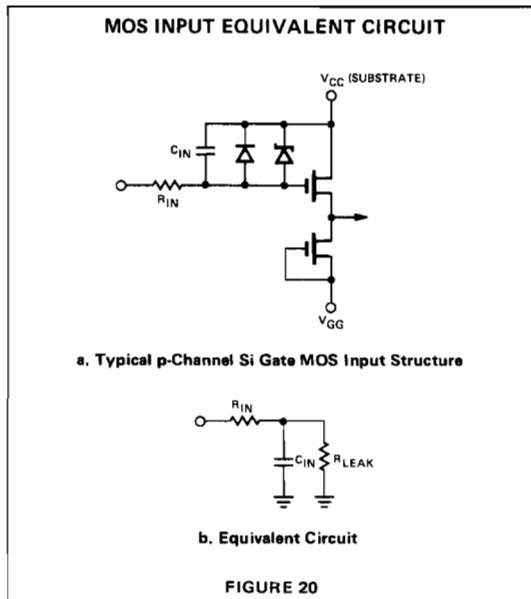 MOS INPUT EQUIVALENT CIRCUIT
VCC (SUBSTRATE)
CIN
RIN
VGG
a. Typical p-Channel Si Gate MOS Input Structure
RIN
CIN
RLEAK
b. Equivalent Circuit
FIGURE 20